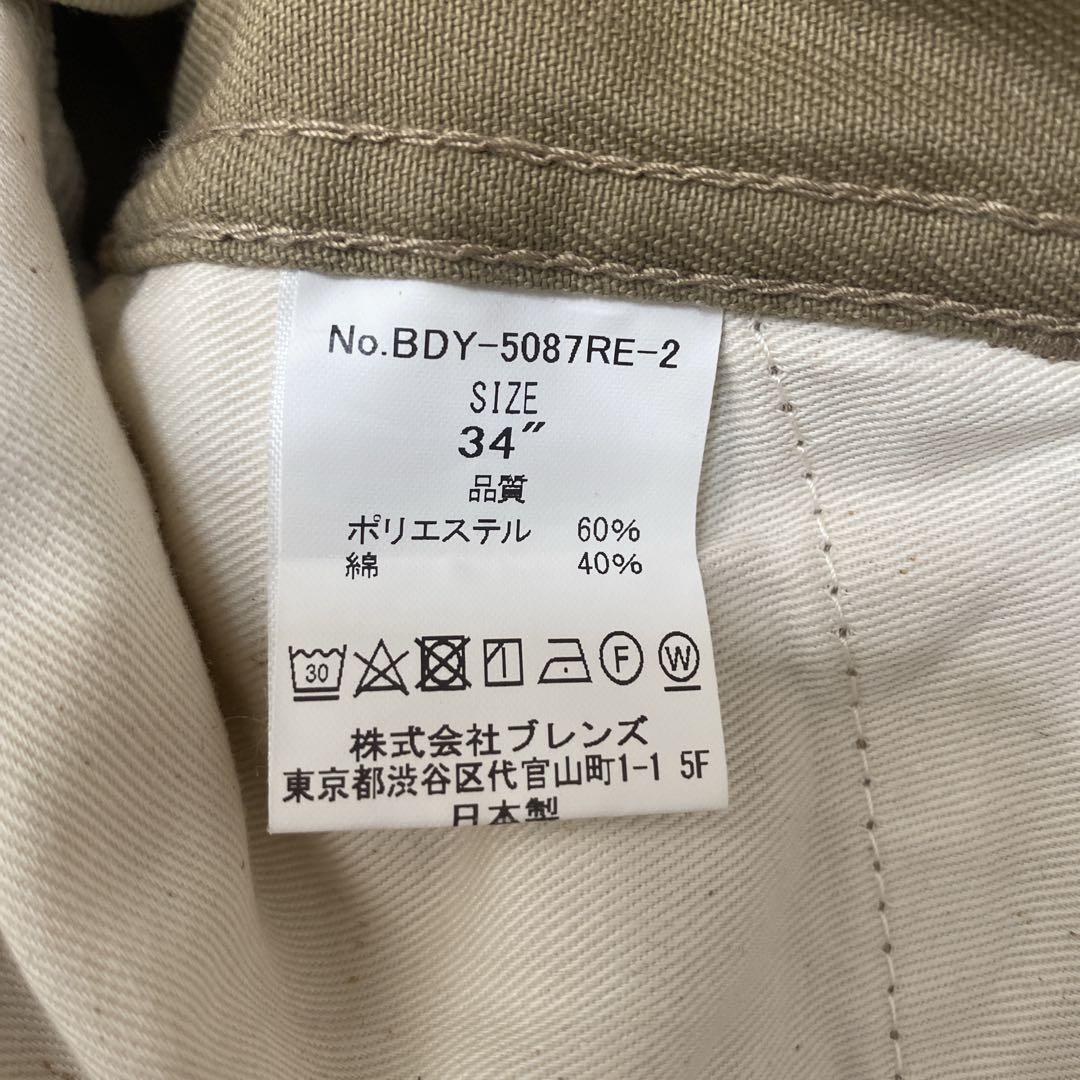 No.BDY-5087RE-2
SIZE
34″
品質
ポリエステル 60%
綿 40%
30 F W
株式会社ブレンズ
東京都渋谷区代官山町1-1 5F
日本製